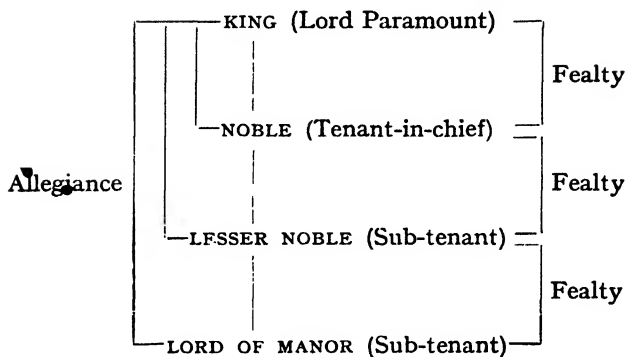 KING (Lord Paramount)
Fealty
NOBLE (Tenant-in-chief)
Allegiance
Fealty
LESSER NOBLE (Sub-tenant)
Fealty
LORD OF MANOR (Sub-tenant)